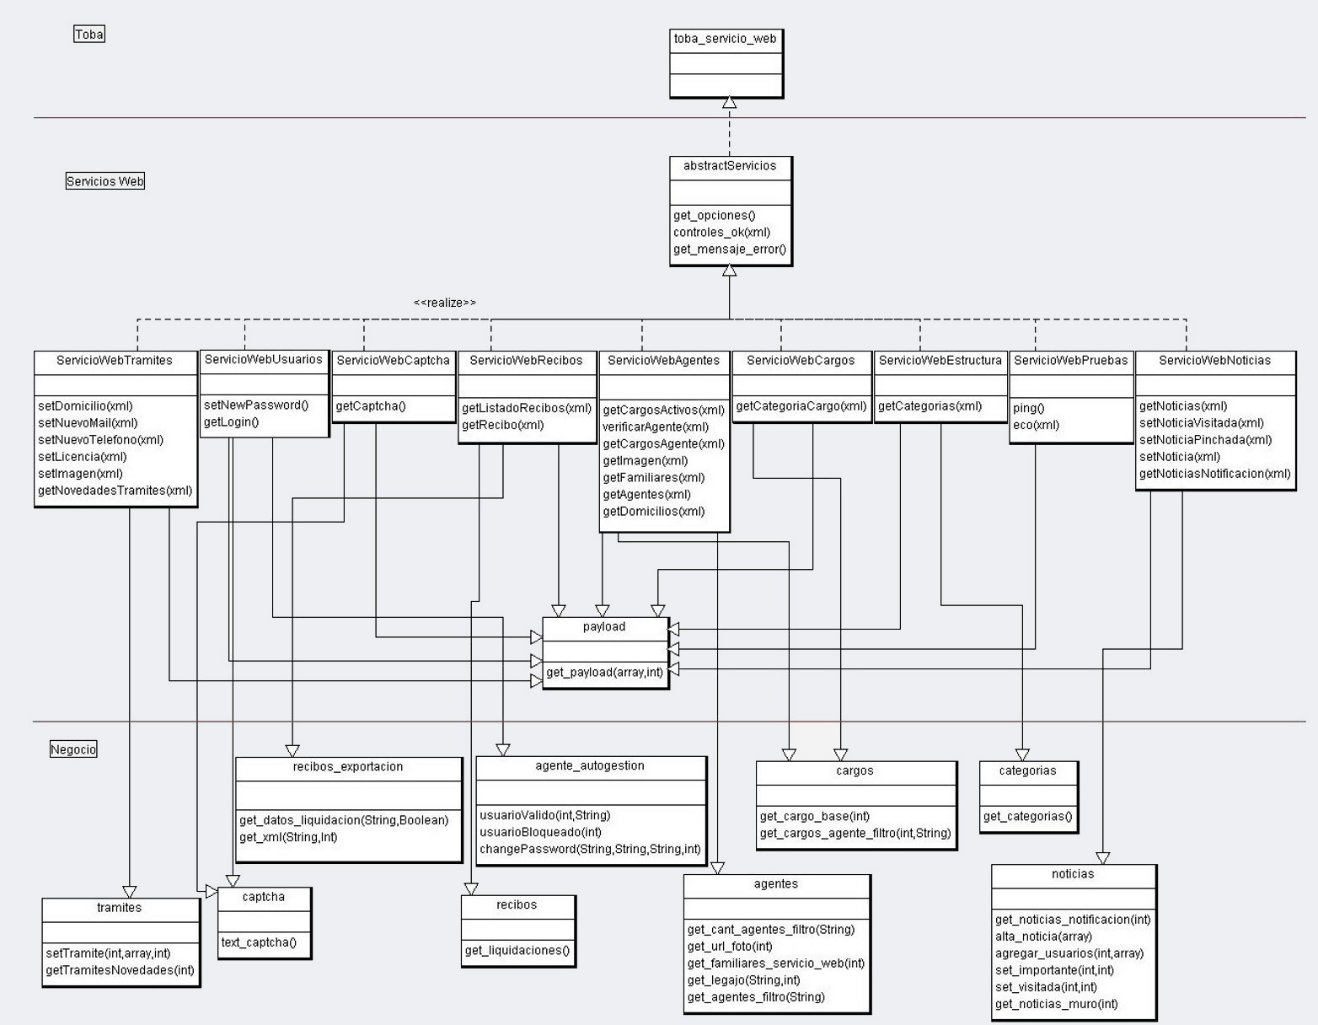 Toba
toba_servicio_web
Servicios Web
abstractServicios
get_opciones()
controles_ok(xml)
get_mensaje_error()
<<realize>>
ServicioWebTramites
setDomicilio(xml)
setNuevoMail(xml)
setNuevoTelefono(xml)
setLicencia(xml)
setImagen(xml)
getNovedadesTramites(xml)
ServicioWebUsuarios
setNewPassword()
getLogin()
ServicioWebCaptcha
getCaptcha()
ServicioWebRecibos
getListadoRecibos(xml)
getRecibo(xml)
ServicioWebAgentes
getCargosActivos(xml)
verificarAgente(xml)
getCargosAgente(xml)
getImagen(xml)
getFamiliares(xml)
getAgentes(xml)
getDomicilios(xml)
ServicioWebCargos
getCategoriaCargo(xml)
ServicioWebEstructura
getCategorias(xml)
ServicioWebPruebas
ping()
eco(xml)
ServicioWebNoticias
getNoticias(xml)
setNoticiaVisitada(xml)
setNoticiaPinchada(xml)
setNoticia(xml)
getNoticiasNotificacion(xml)
payload
get_payload(array,int)
Negocio
recibos_exportacion
get_datos_liquidacion(String,Boolean)
get_xml(String,Int)
agente_autogestion
usuarioValido(int,String)
usuarioBloqueado(int)
changePassword(String,String,String,int)
cargos
get_cargo_base(int)
get_cargos_agente_filtro(int,String)
categorias
get_categorias()
tramites
setTramite(int,array,int)
getTramitesNovedades(int)
captcha
text_captcha()
recibos
get_liquidaciones()
agentes
get_cant_agentes_filtro(String)
get_url_foto(int)
get_familiares_servicio_web(int)
get_legajo(String,int)
get_agentes_filtro(String)
noticias
get_noticias_notificacion(int)
alta_noticia(array)
agregar_usuarios(int,array)
set_importante(int,int)
set_visitada(int,int)
get_noticias_muro(int)